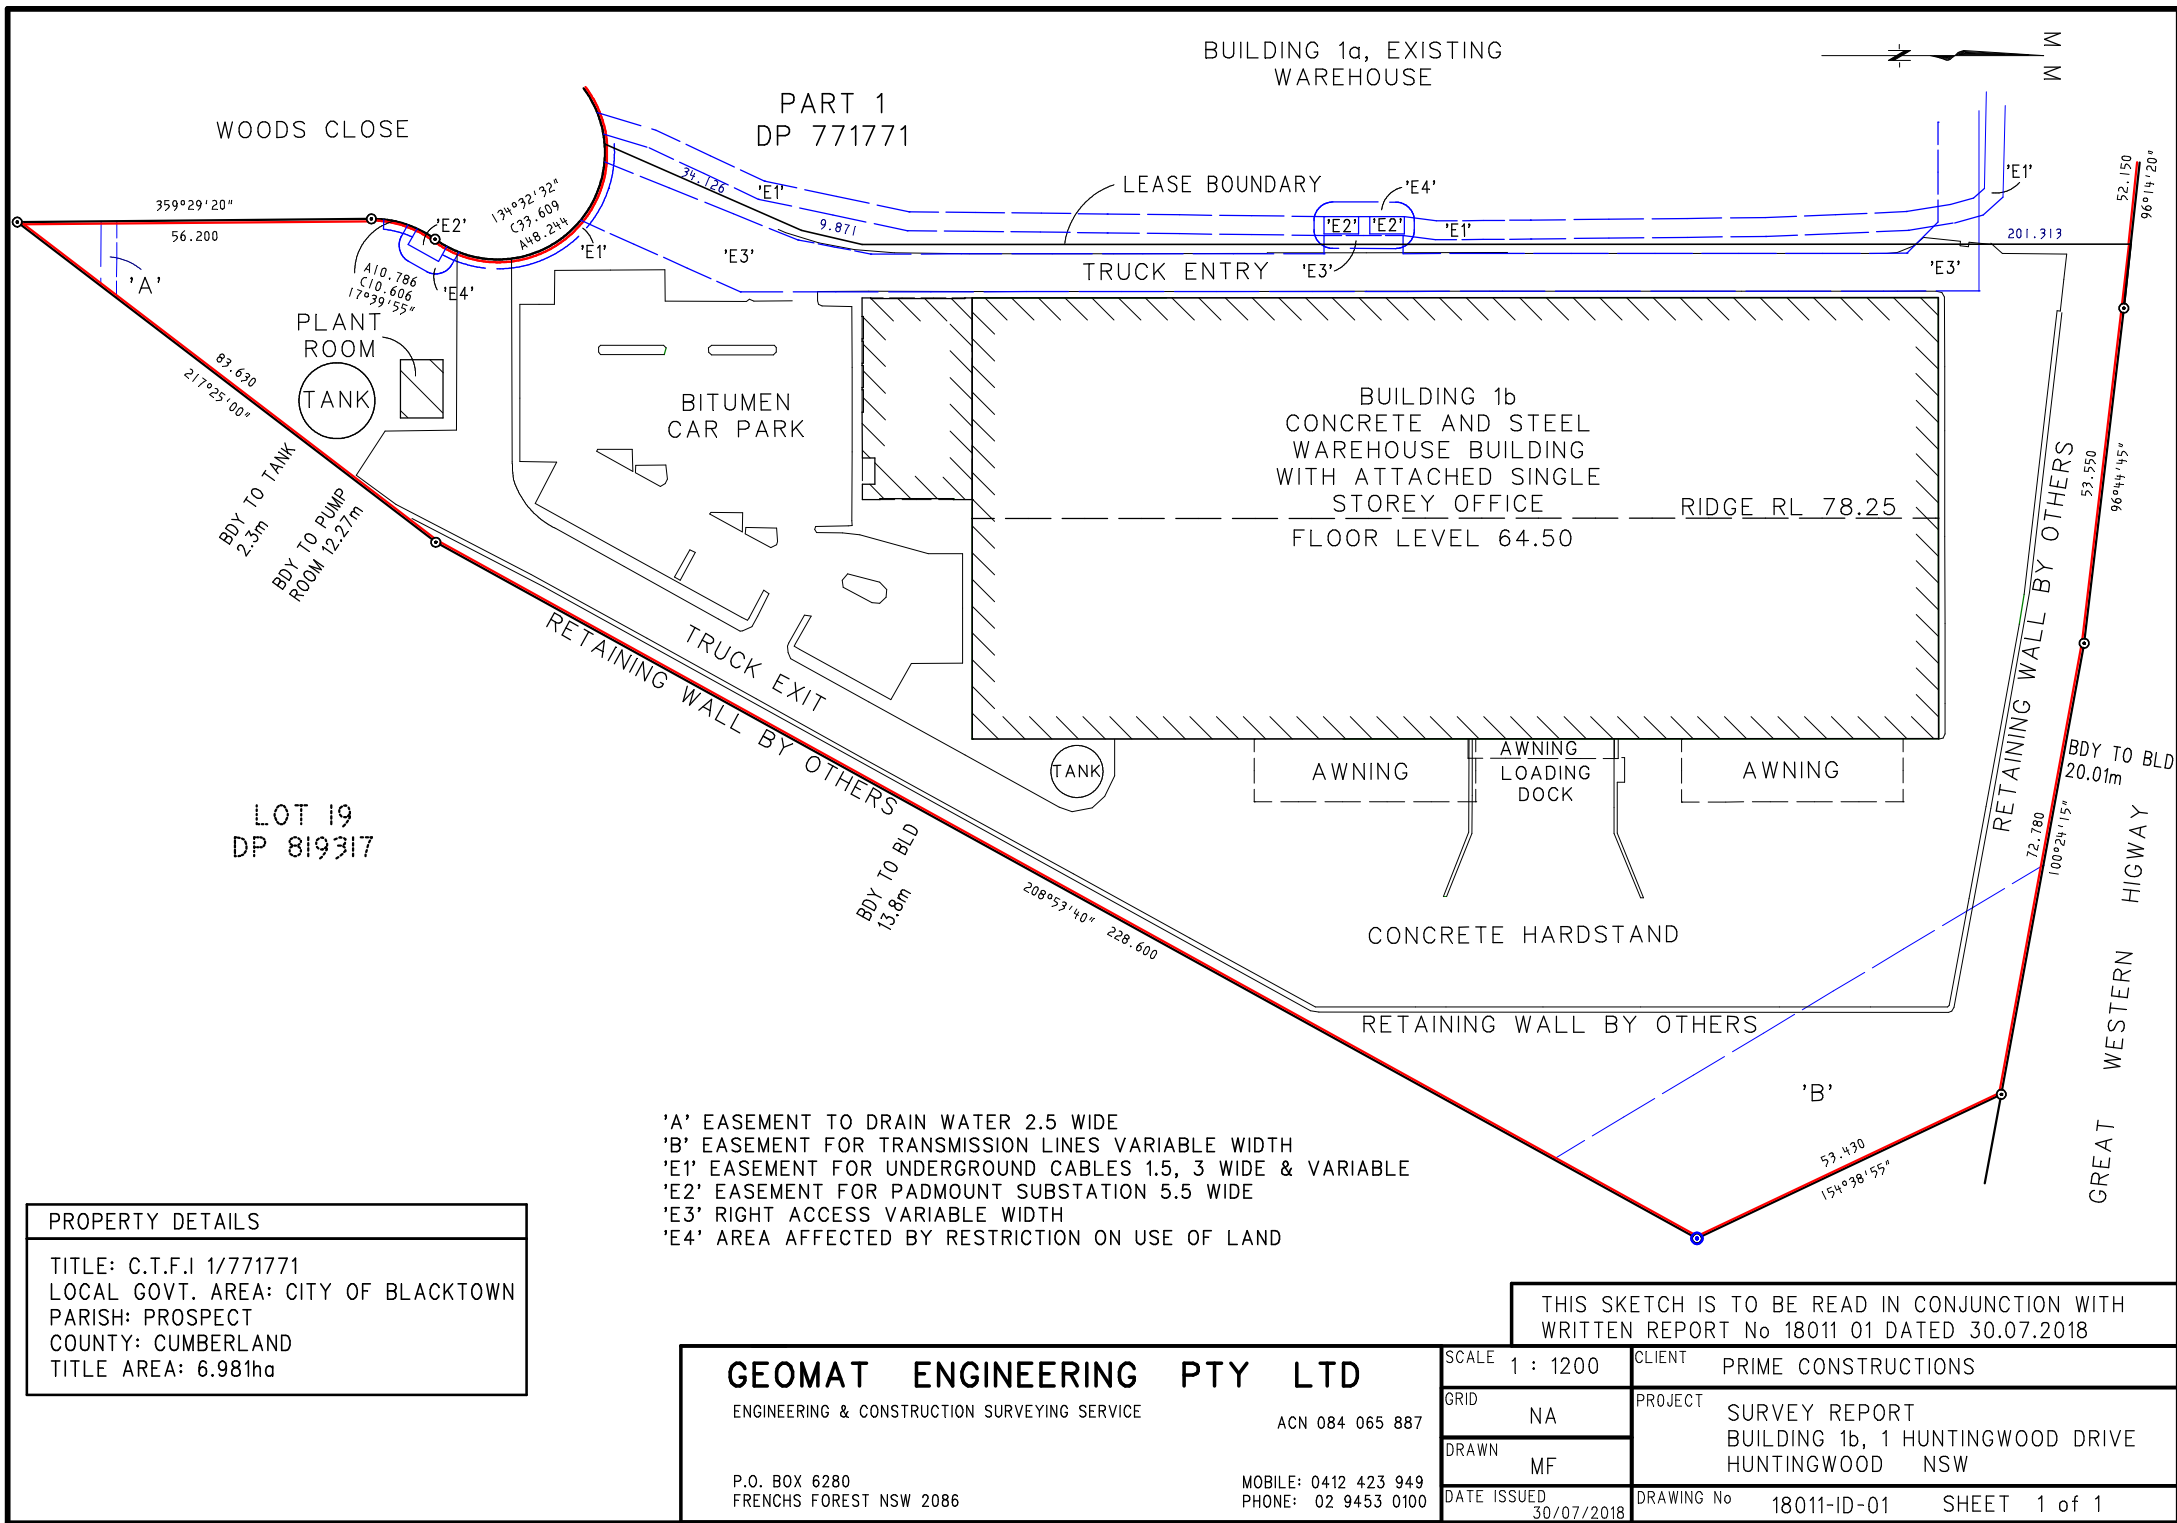 BUILDING 1a, EXISTING
WAREHOUSE
N
M
M
PART 1
DP 771771
WOODS CLOSE
359°29'20"
56.200
'E2'
134°32'32"
C33.609
A48.244
'E1'
34.126
'E1'
9.871
'E3'
LEASE BOUNDARY
'E4'
'E2'
'E2'
'E1'
'E3'
TRUCK ENTRY
'E1'
201.313
'E3'
52.150
96°14'20"
'A'
A10.786
C10.606
17°39'55"
'E4'
PLANT
ROOM
TANK
83.630
217°25'00"
BDY TO TANK
2.3m
BDY TO PUMP
ROOM 12.27m
BITUMEN
CAR PARK
BUILDING 1b
CONCRETE AND STEEL
WAREHOUSE BUILDING
WITH ATTACHED SINGLE
STOREY OFFICE
RIDGE RL 78.25
FLOOR LEVEL 64.50
53.550
96°44'45"
RETAINING WALL BY OTHERS
TRUCK EXIT
RETAINING WALL BY OTHERS
TANK
AWNING
AWNING
LOADING
DOCK
AWNING
BDY TO BLD
20.01m
72.780
100°24'15"
GREAT WESTERN HIGWAY
LOT 19
DP 819317
BDY TO BLD
13.8m
208°53'40" 228.600
CONCRETE HARDSTAND
RETAINING WALL BY OTHERS
'B'
53.430
154°38'55"
'A' EASEMENT TO DRAIN WATER 2.5 WIDE
'B' EASEMENT FOR TRANSMISSION LINES VARIABLE WIDTH
'E1' EASEMENT FOR UNDERGROUND CABLES 1.5, 3 WIDE & VARIABLE
'E2' EASEMENT FOR PADMOUNT SUBSTATION 5.5 WIDE
'E3' RIGHT ACCESS VARIABLE WIDTH
'E4' AREA AFFECTED BY RESTRICTION ON USE OF LAND
PROPERTY DETAILS
TITLE: C.T.F.I 1/771771
LOCAL GOVT. AREA: CITY OF BLACKTOWN
PARISH: PROSPECT
COUNTY: CUMBERLAND
TITLE AREA: 6.981ha
THIS SKETCH IS TO BE READ IN CONJUNCTION WITH
WRITTEN REPORT No 18011 01 DATED 30.07.2018
GEOMAT ENGINEERING PTY LTD
ENGINEERING & CONSTRUCTION SURVEYING SERVICE
ACN 084 065 887
P.O. BOX 6280
FRENCHS FOREST NSW 2086
MOBILE: 0412 423 949
PHONE: 02 9453 0100
SCALE 1 : 1200
GRID NA
DRAWN MF
DATE ISSUED 30/07/2018
CLIENT PRIME CONSTRUCTIONS
PROJECT SURVEY REPORT
BUILDING 1b, 1 HUNTINGWOOD DRIVE
HUNTINGWOOD NSW
DRAWING No 18011-ID-01 SHEET 1 of 1